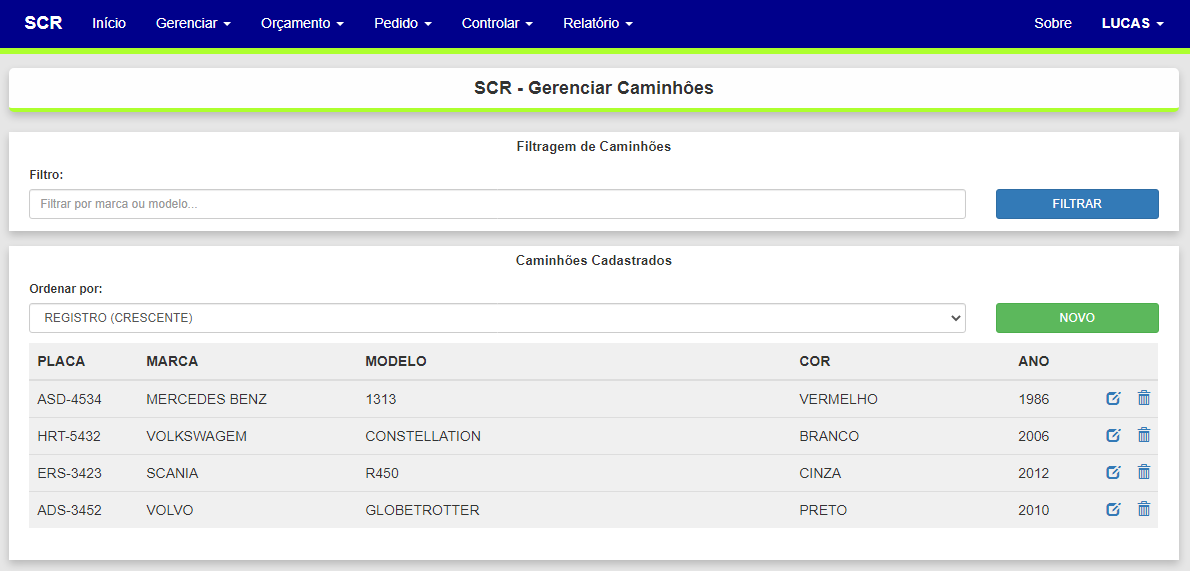 SCR Início Gerenciar Orçamento Pedido Controlar Relatório Sobre LUCAS
SCR - Gerenciar Caminhôes
Filtragem de Caminhões
Filtro:
Filtrar por marca ou modelo... FILTRAR
Caminhões Cadastrados
Ordenar por:
REGISTRO (CRESCENTE) NOVO
PLACA MARCA MODELO COR ANO
ASD-4534 MERCEDES BENZ 1313 VERMELHO 1986
HRT-5432 VOLKSWAGEM CONSTELLATION BRANCO 2006
ERS-3423 SCANIA R450 CINZA 2012
ADS-3452 VOLVO GLOBETROTTER PRETO 2010